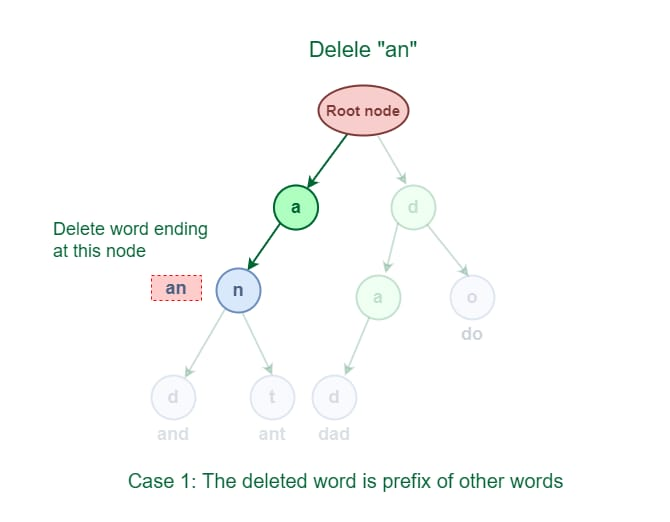 Delele "an"
Root node
a
d
Delete word ending
at this node
an
n
a
o
do
d
t
d
and
ant
dad
Case 1: The deleted word is prefix of other words